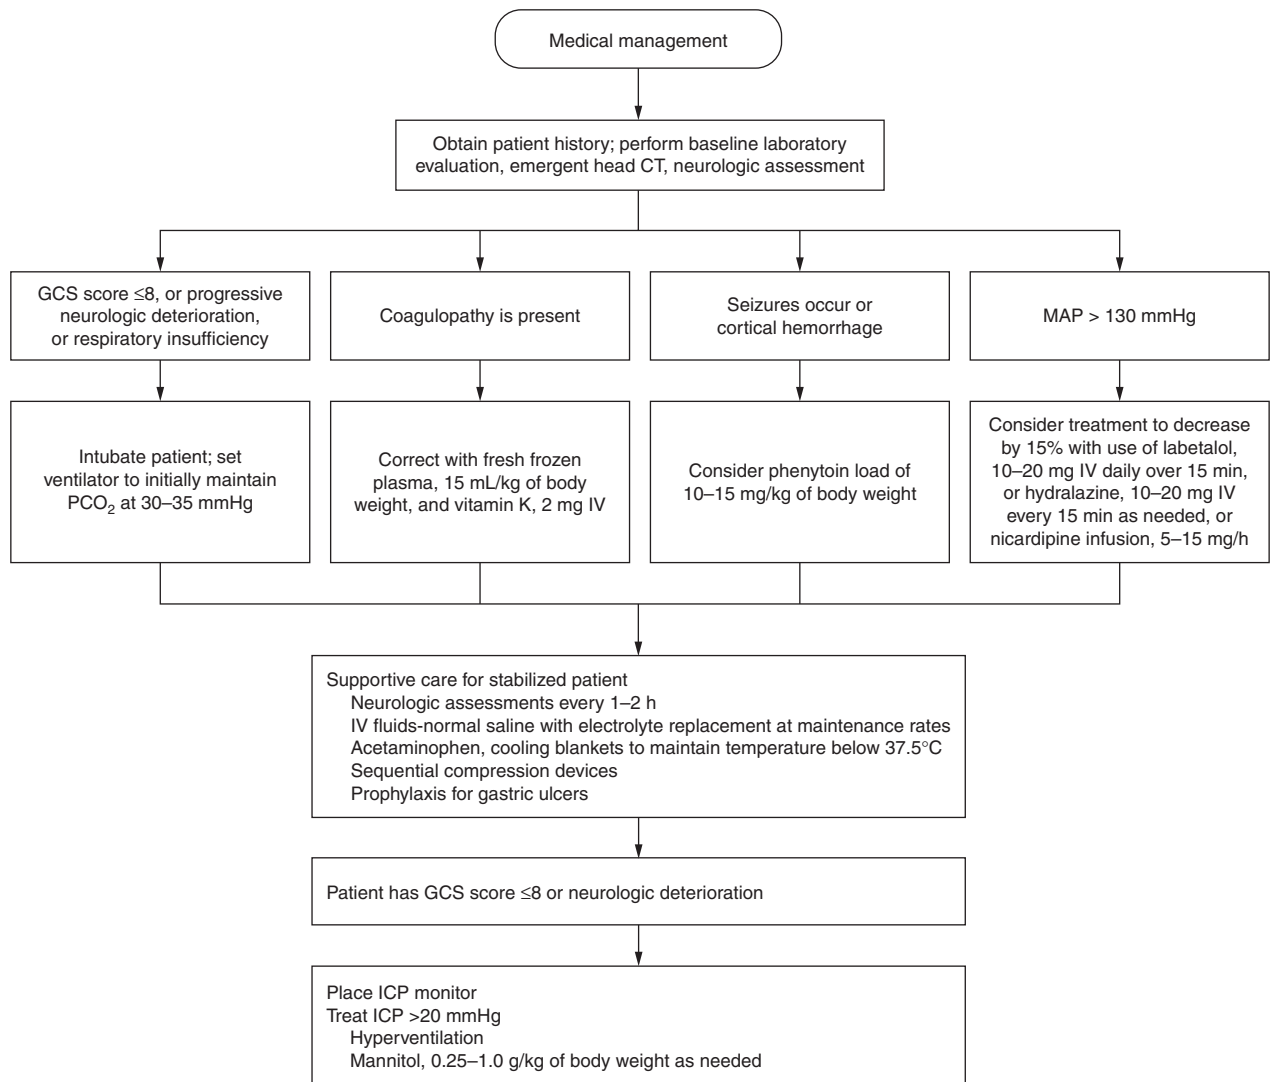 Medical management
Obtain patient history; perform baseline laboratory
evaluation, emergent head CT, neurologic assessment
GCS score ≤8, or progressive
neurologic deterioration,
or respiratory insufficiency
Coagulopathy is present
Seizures occur or
cortical hemorrhage
MAP > 130 mmHg
Intubate patient; set
ventilator to initially maintain
PCO₂ at 30–35 mmHg
Correct with fresh frozen
plasma, 15 mL/kg of body
weight, and vitamin K, 2 mg IV
Consider phenytoin load of
10–15 mg/kg of body weight
Consider treatment to decrease
by 15% with use of labetalol,
10–20 mg IV daily over 15 min,
or hydralazine, 10–20 mg IV
every 15 min as needed, or
nicardipine infusion, 5–15 mg/h
Supportive care for stabilized patient
Neurologic assessments every 1–2 h
IV fluids-normal saline with electrolyte replacement at maintenance rates
Acetaminophen, cooling blankets to maintain temperature below 37.5°C
Sequential compression devices
Prophylaxis for gastric ulcers
Patient has GCS score ≤8 or neurologic deterioration
Place ICP monitor
Treat ICP >20 mmHg
Hyperventilation
Mannitol, 0.25–1.0 g/kg of body weight as needed